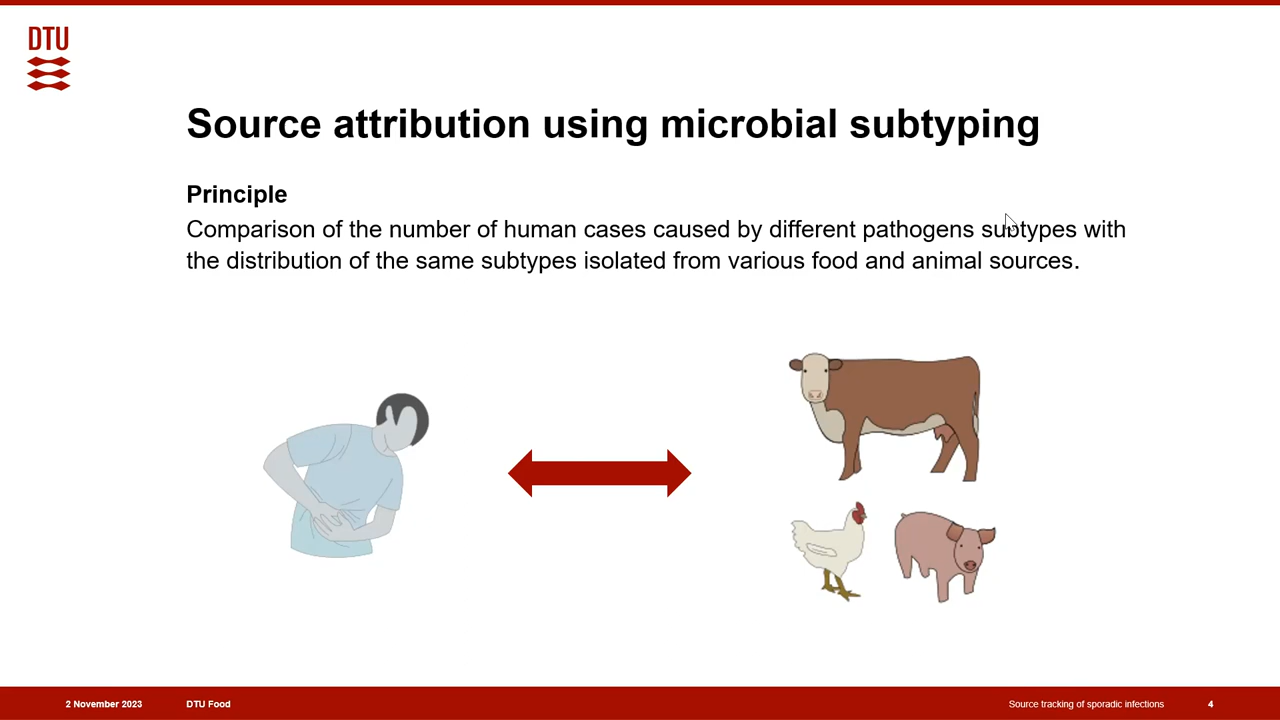 DTU
Source attribution using microbial subtyping
Principle
Comparison of the number of human cases caused by different pathogens subtypes with
the distribution of the same subtypes isolated from various food and animal sources.
2 November 2023
DTU Food
Source tracking of sporadic infections
4